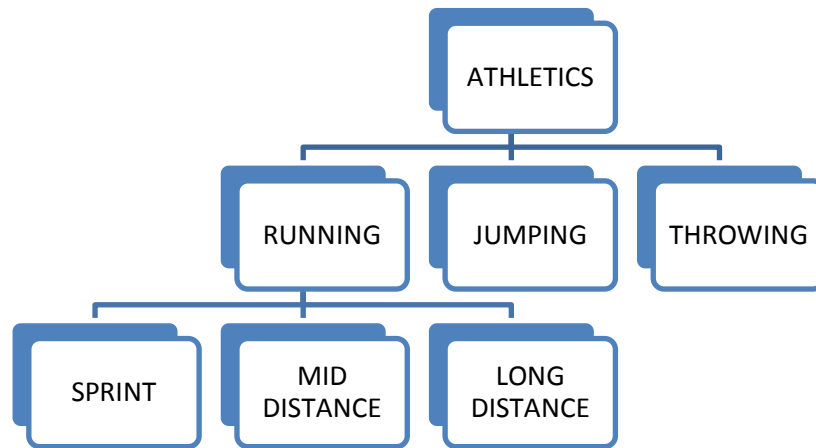 ATHLETICS
RUNNING
JUMPING
THROWING
SPRINT
MID
DISTANCE
LONG
DISTANCE